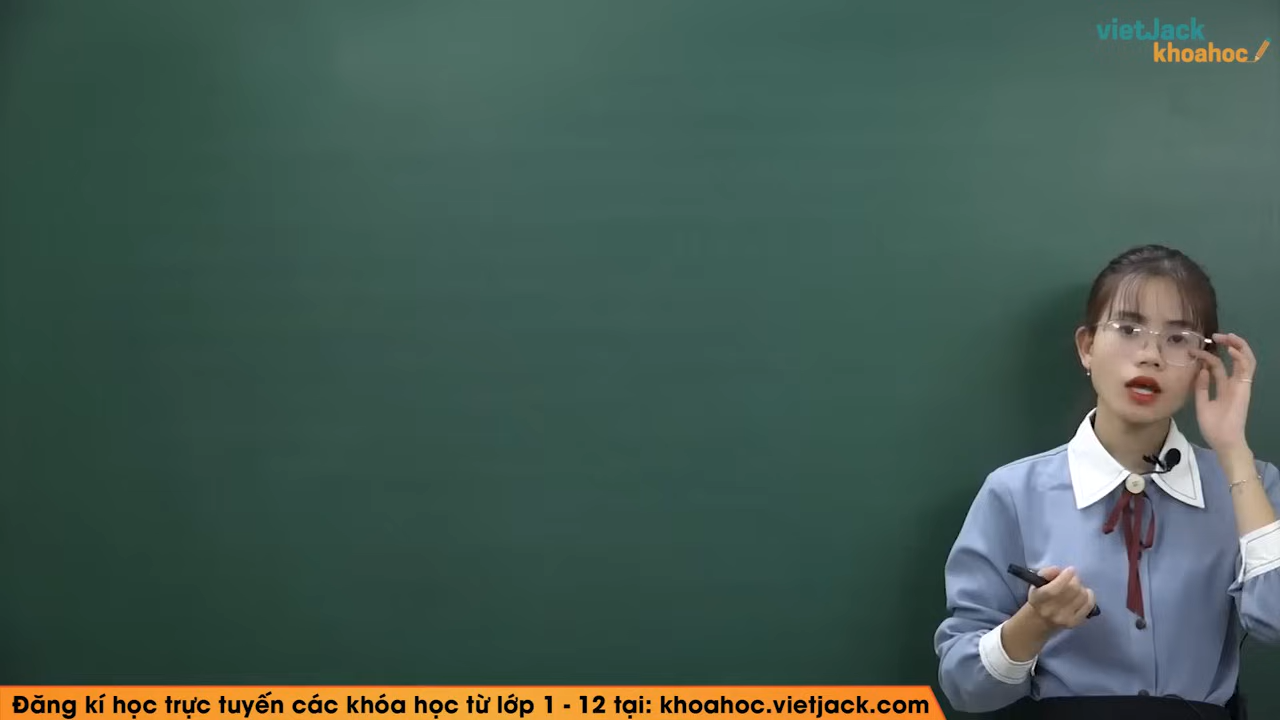 vietJack
khoahoc
Đăng kí học trực tuyến các khóa học từ lớp 1 - 12 tại: khoahoc.vietjack.com